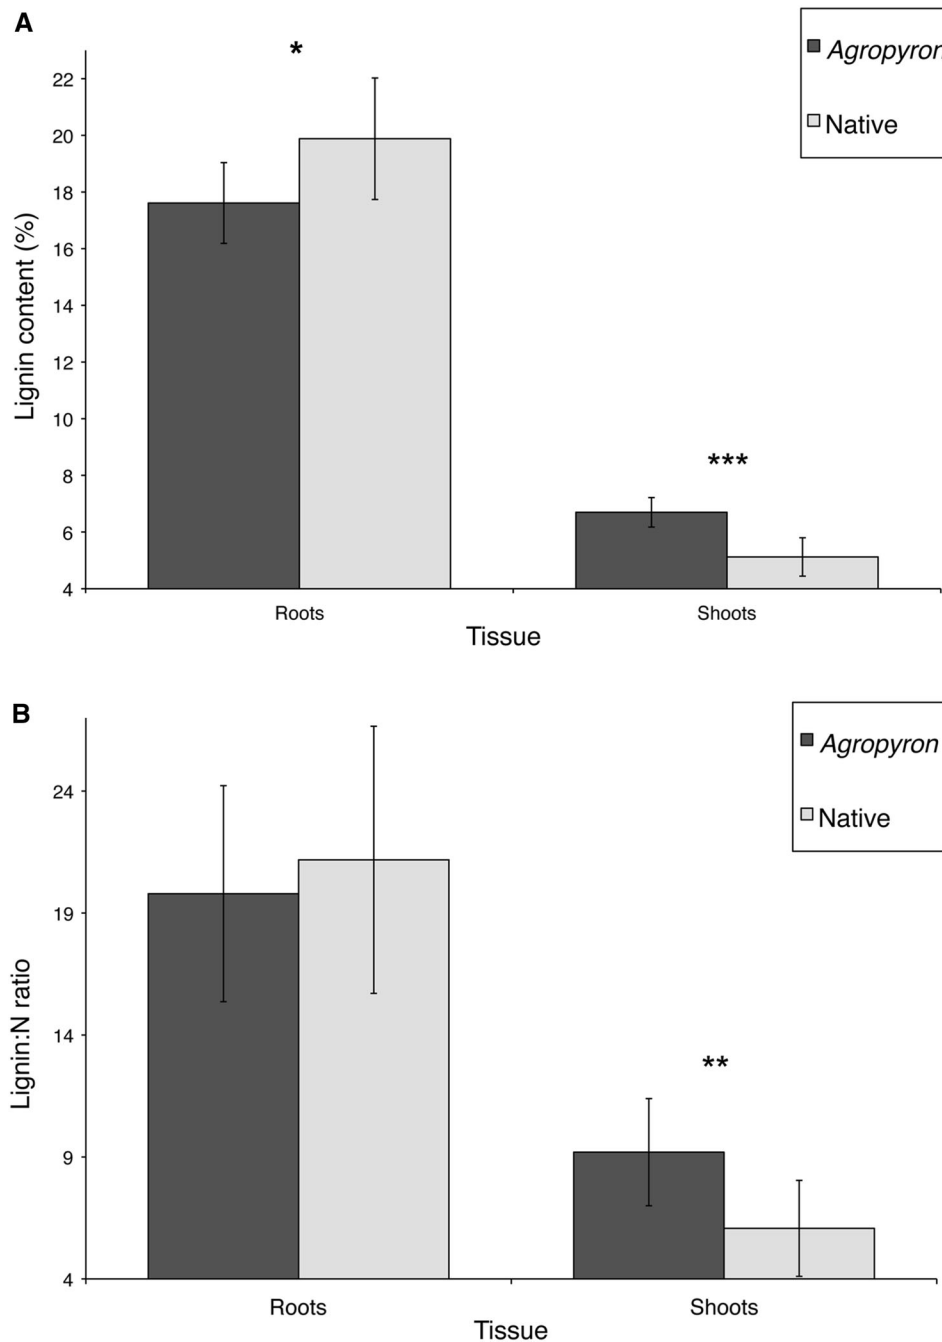 A
*
Agropyron
Native
22
20
18
16
14
12
10
8
6
4
***
Lignin content (%)
Roots
Shoots
Tissue
B
Agropyron
Native
24
19
14
9
4
**
Lignin:N ratio
Roots
Shoots
Tissue